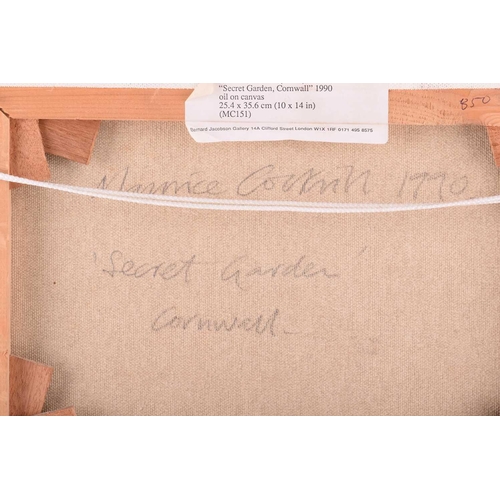 "Secret Garden, Cornwall" 1990
oil on canvas
25.4 x 35.6 cm (10 x 14 in)
(MC151)
Bernard Jacobson Gallery 14A Clifford Street London W1X 1RF 0171 495 8575
850
Maurice Cockrill 1990
'Secret Garden'
Cornwall